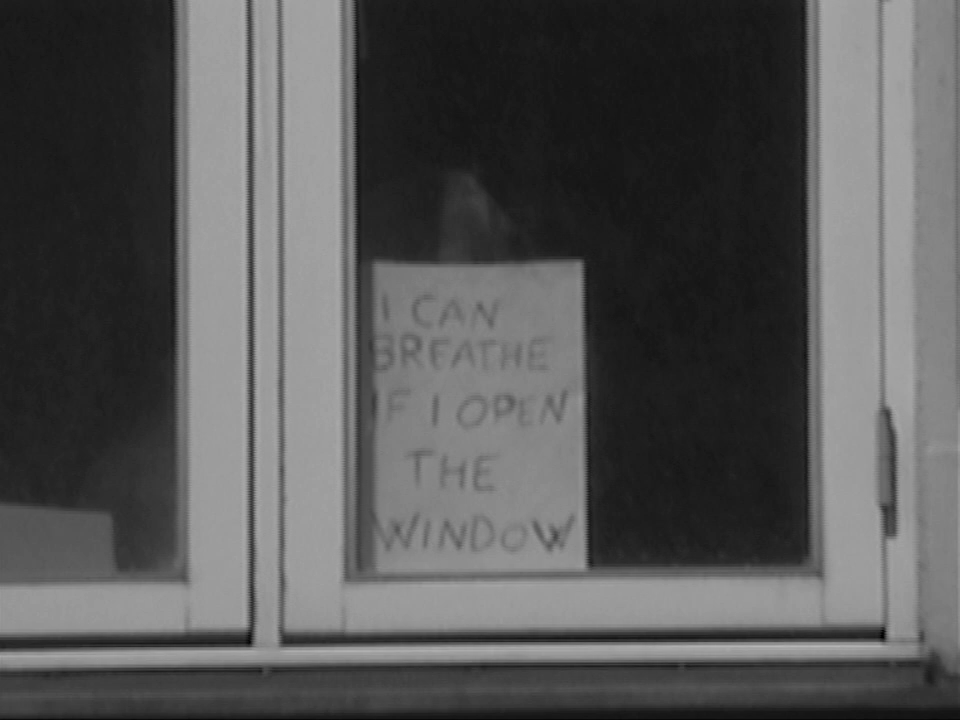 I CAN
BREATHE
IF I OPEN
THE
WINDOW